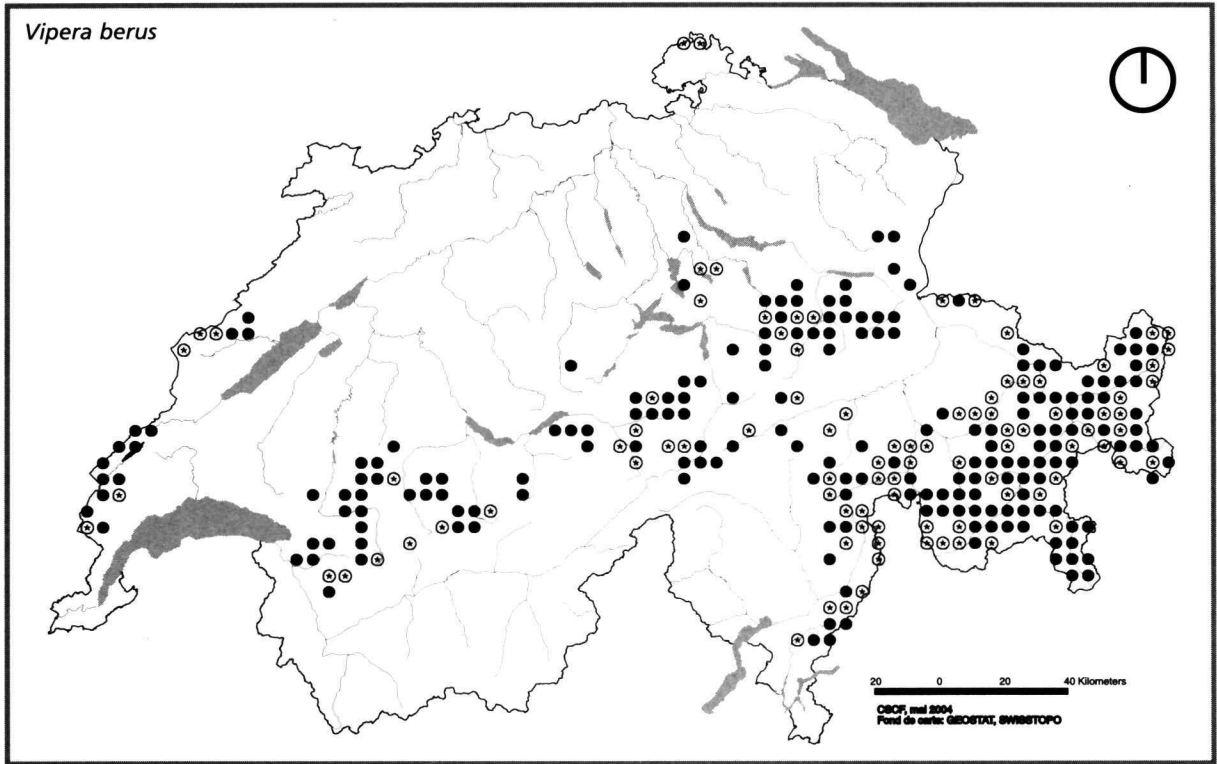 Vipera berus
20 0 20 40 Kilometers
CSCF, mai 2004
Fond de carte: GEOSTAT, SWISSTOPO